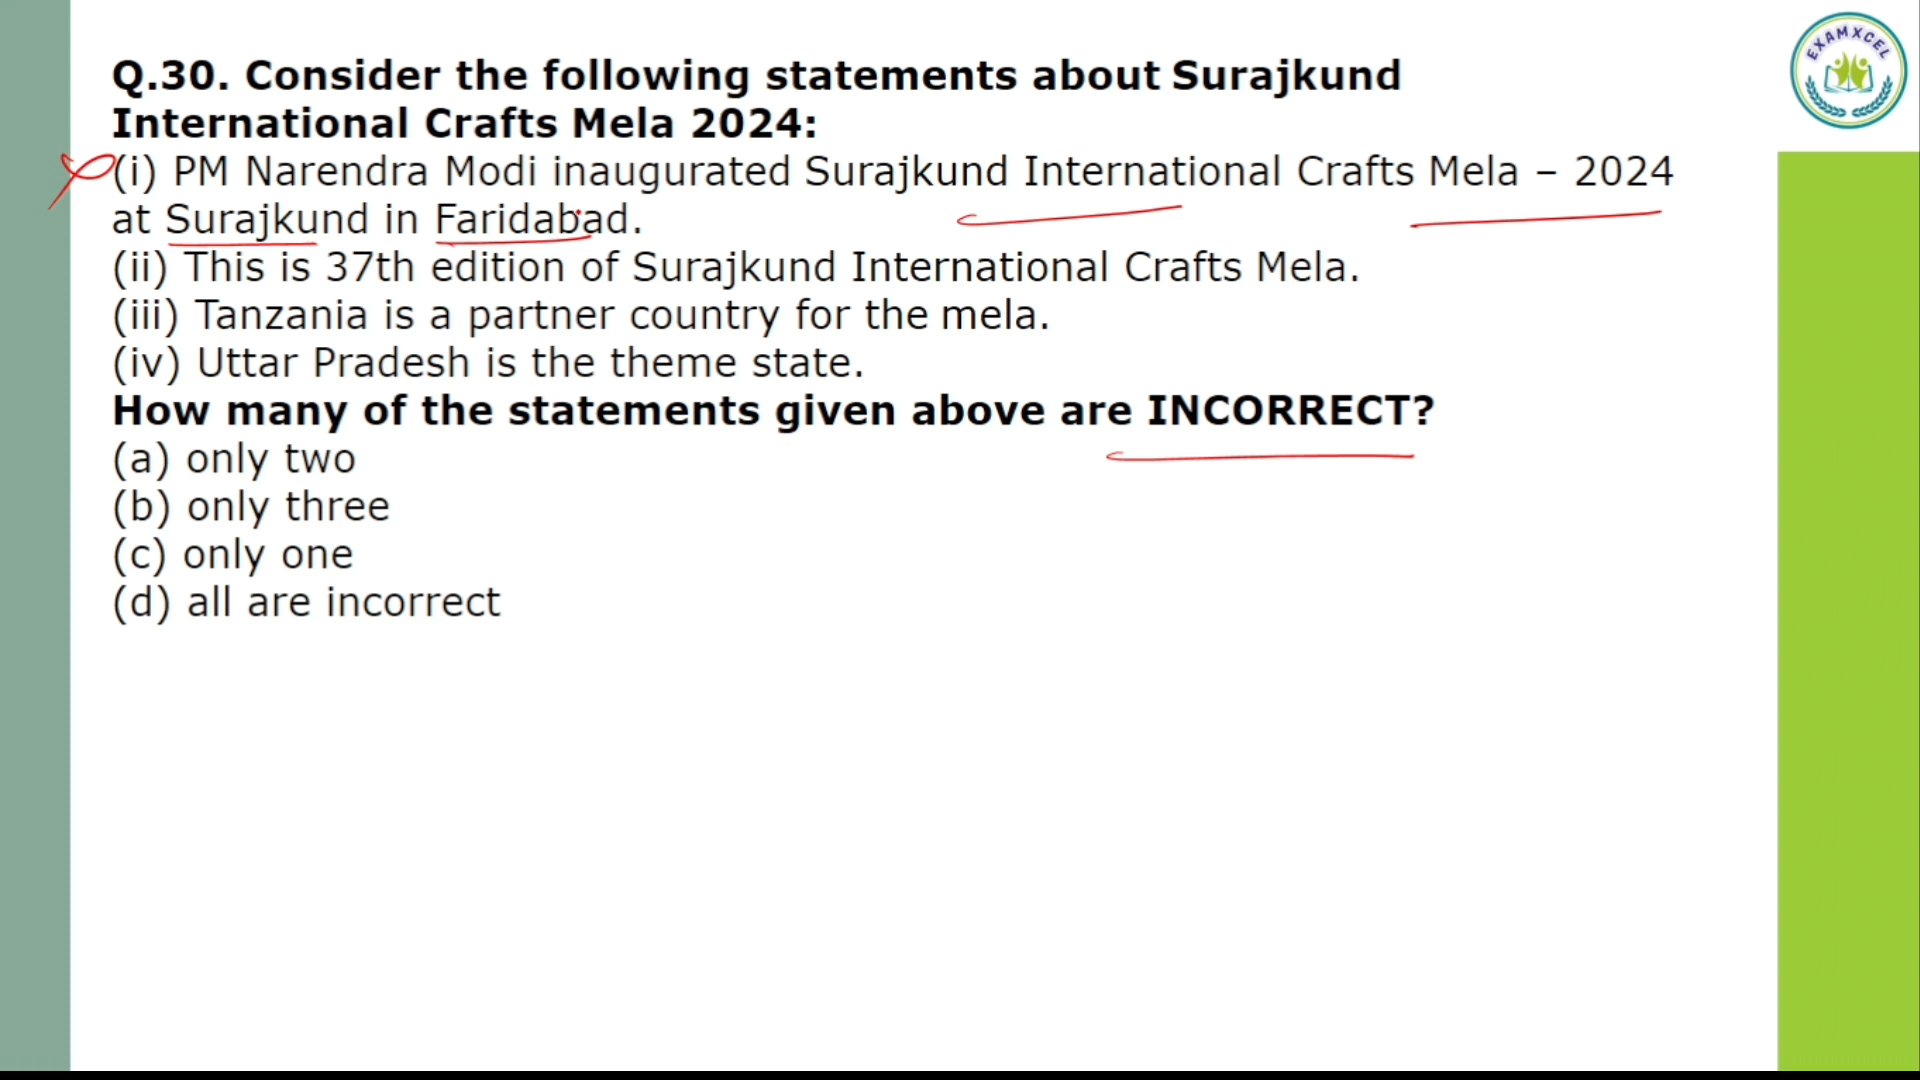 EXAMXCEL
Q.30. Consider the following statements about Surajkund
International Crafts Mela 2024:
(i) PM Narendra Modi inaugurated Surajkund International Crafts Mela – 2024
at Surajkund in Faridabad.
(ii) This is 37th edition of Surajkund International Crafts Mela.
(iii) Tanzania is a partner country for the mela.
(iv) Uttar Pradesh is the theme state.
How many of the statements given above are INCORRECT?
(a) only two
(b) only three
(c) only one
(d) all are incorrect